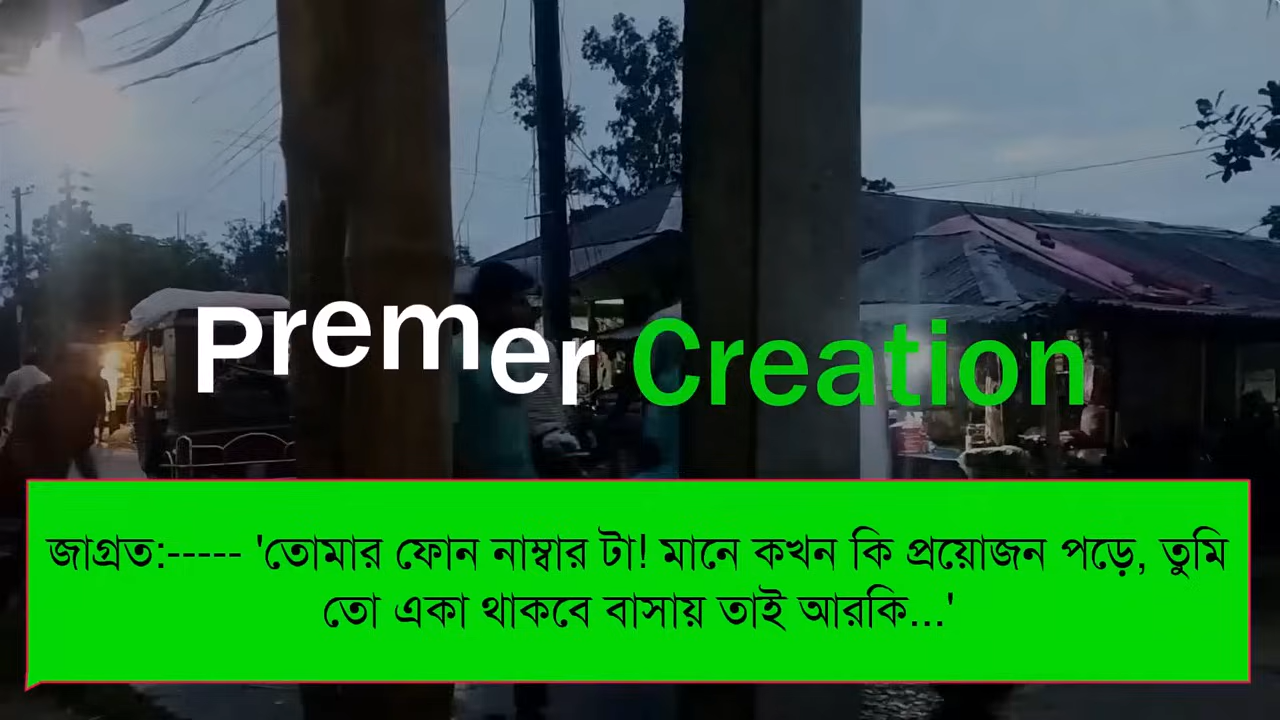 Premer Creation
জাগ্রত:----- 'তোমার ফোন নাম্বার টা! মানে কখন কি প্রয়োজন পড়ে, তুমি
তো একা থাকবে বাসায় তাই আরকি...'